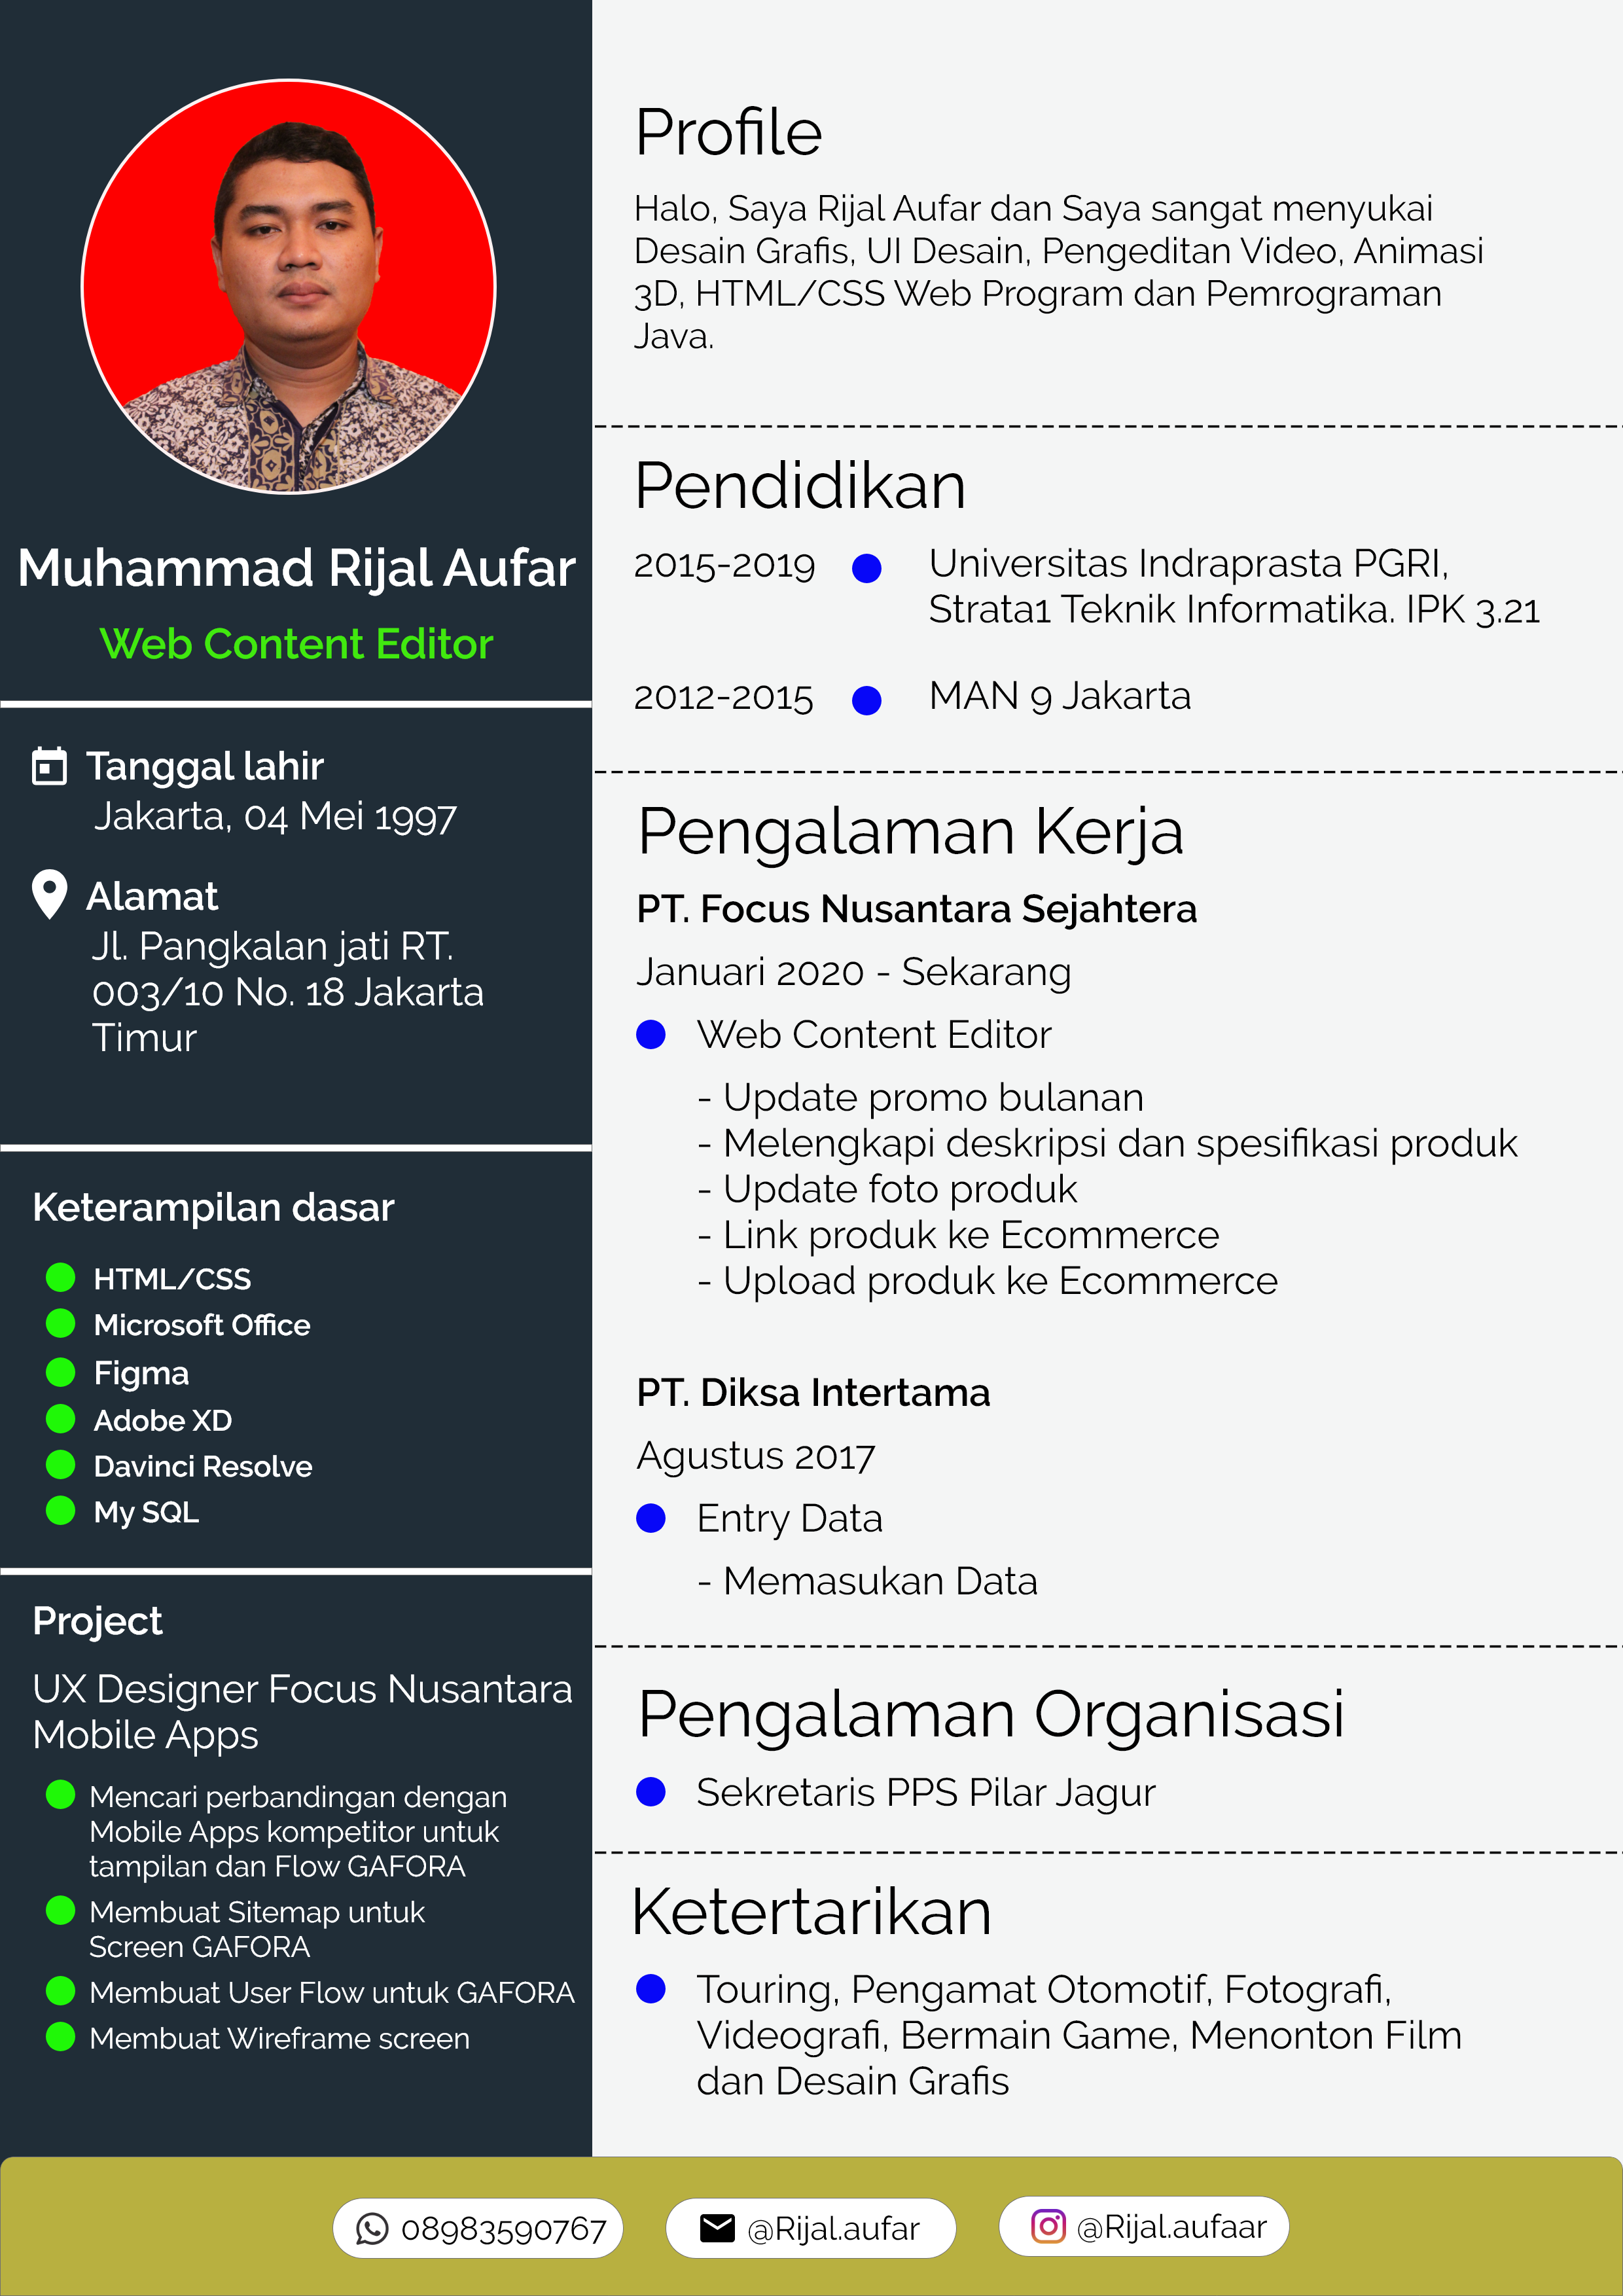 Muhammad Rijal Aufar
Web Content Editor
Tanggal lahir
Jakarta, 04 Mei 1997
Alamat
Jl. Pangkalan jati RT.
003/10 No. 18 Jakarta
Timur
Keterampilan dasar
HTML/CSS
Microsoft Office
Figma
Adobe XD
Davinci Resolve
My SQL
Project
UX Designer Focus Nusantara
Mobile Apps
Mencari perbandingan dengan
Mobile Apps kompetitor untuk
tampilan dan Flow GAFORA
Membuat Sitemap untuk
Screen GAFORA
Membuat User Flow untuk GAFORA
Membuat Wireframe screen
Profile
Halo, Saya Rijal Aufar dan Saya sangat menyukai
Desain Grafis, UI Desain, Pengeditan Video, Animasi
3D, HTML/CSS Web Program dan Pemrograman
Java.
Pendidikan
2015-2019 Universitas Indraprasta PGRI,
Strata1 Teknik Informatika. IPK 3.21
2012-2015 MAN 9 Jakarta
Pengalaman Kerja
PT. Focus Nusantara Sejahtera
Januari 2020 - Sekarang
Web Content Editor
- Update promo bulanan
- Melengkapi deskripsi dan spesifikasi produk
- Update foto produk
- Link produk ke Ecommerce
- Upload produk ke Ecommerce
PT. Diksa Intertama
Agustus 2017
Entry Data
- Memasukan Data
Pengalaman Organisasi
Sekretaris PPS Pilar Jagur
Ketertarikan
Touring, Pengamat Otomotif, Fotografi,
Videografi, Bermain Game, Menonton Film
dan Desain Grafis
08983590767
@Rijal.aufar
@Rijal.aufaar